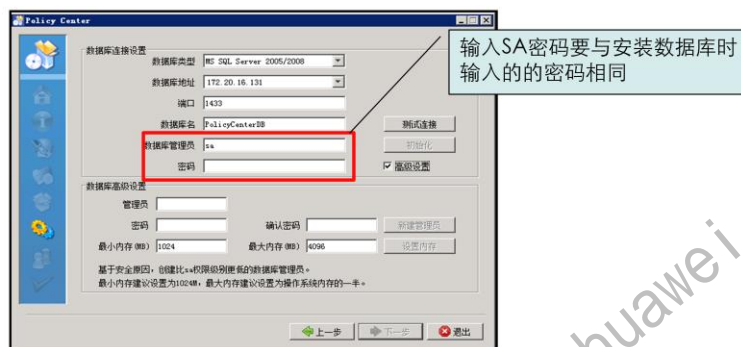 Policy Center
输入SA密码要与安装数据库时
输入的的密码相同
数据库连接设置
数据库类型 MS SQL Server 2005/2008
数据库地址 172.20.16.131
端口 1433
数据库名 PolicyCenterDB 测试连接
数据库管理员 sa 初始化
密码 高级设置
数据库高级设置
管理员
密码 确认密码 新建管理员
最小内存(MB) 1024 最大内存(MB) 4096 设置内存
基于安全原因，创建比sa权限级别更低的数据库管理员。
最小内存建议设置为1024M，最大内存建议设置为操作系统内存的一半。
上一步 下一步 退出
huawei